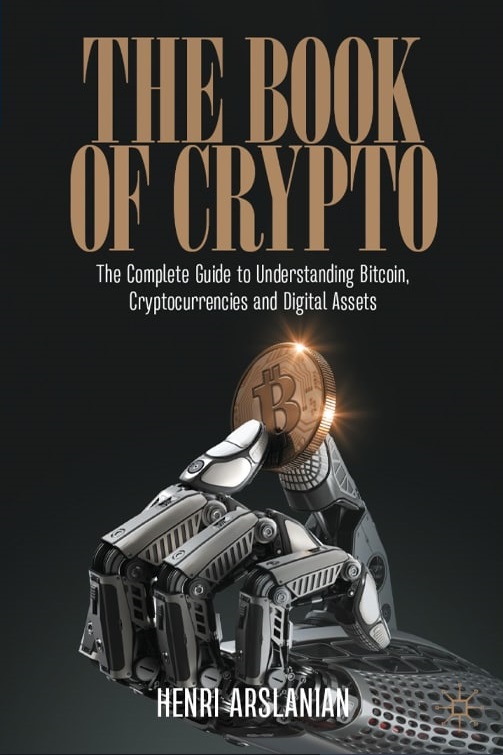 THE BOOK
OF CRYPTO
The Complete Guide to Understanding Bitcoin,
Cryptocurrencies and Digital Assets
HENRI ARSLANIAN